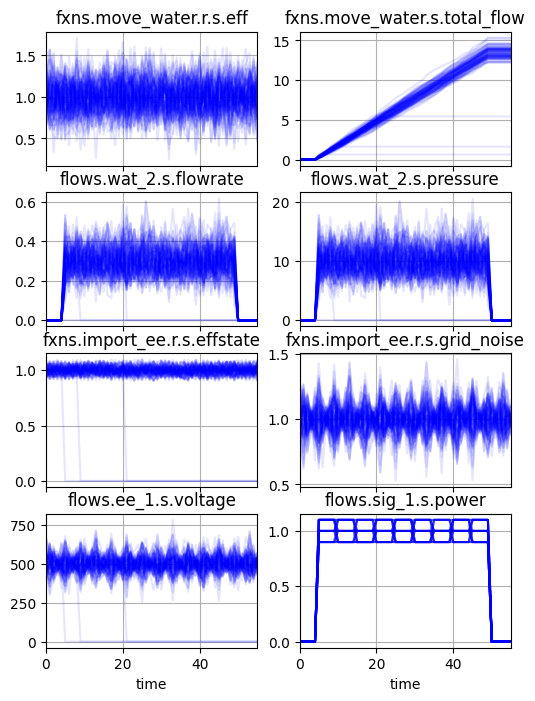 fxns.move_water.r.s.eff
fxns.move_water.s.total_flow
1.5
1.0
0.5
15
10
5
0
flows.wat_2.s.flowrate
flows.wat_2.s.pressure
0.6
0.4
0.2
0.0
20
10
0
fxns.import_ee.r.s.effstate
fxns.import_ee.r.s.grid_noise
1.0
0.5
0.0
1.5
1.0
0.5
flows.ee_1.s.voltage
flows.sig_1.s.power
750
500
250
0
1.0
0.5
0.0
0 20 40
0 20 40
time
time